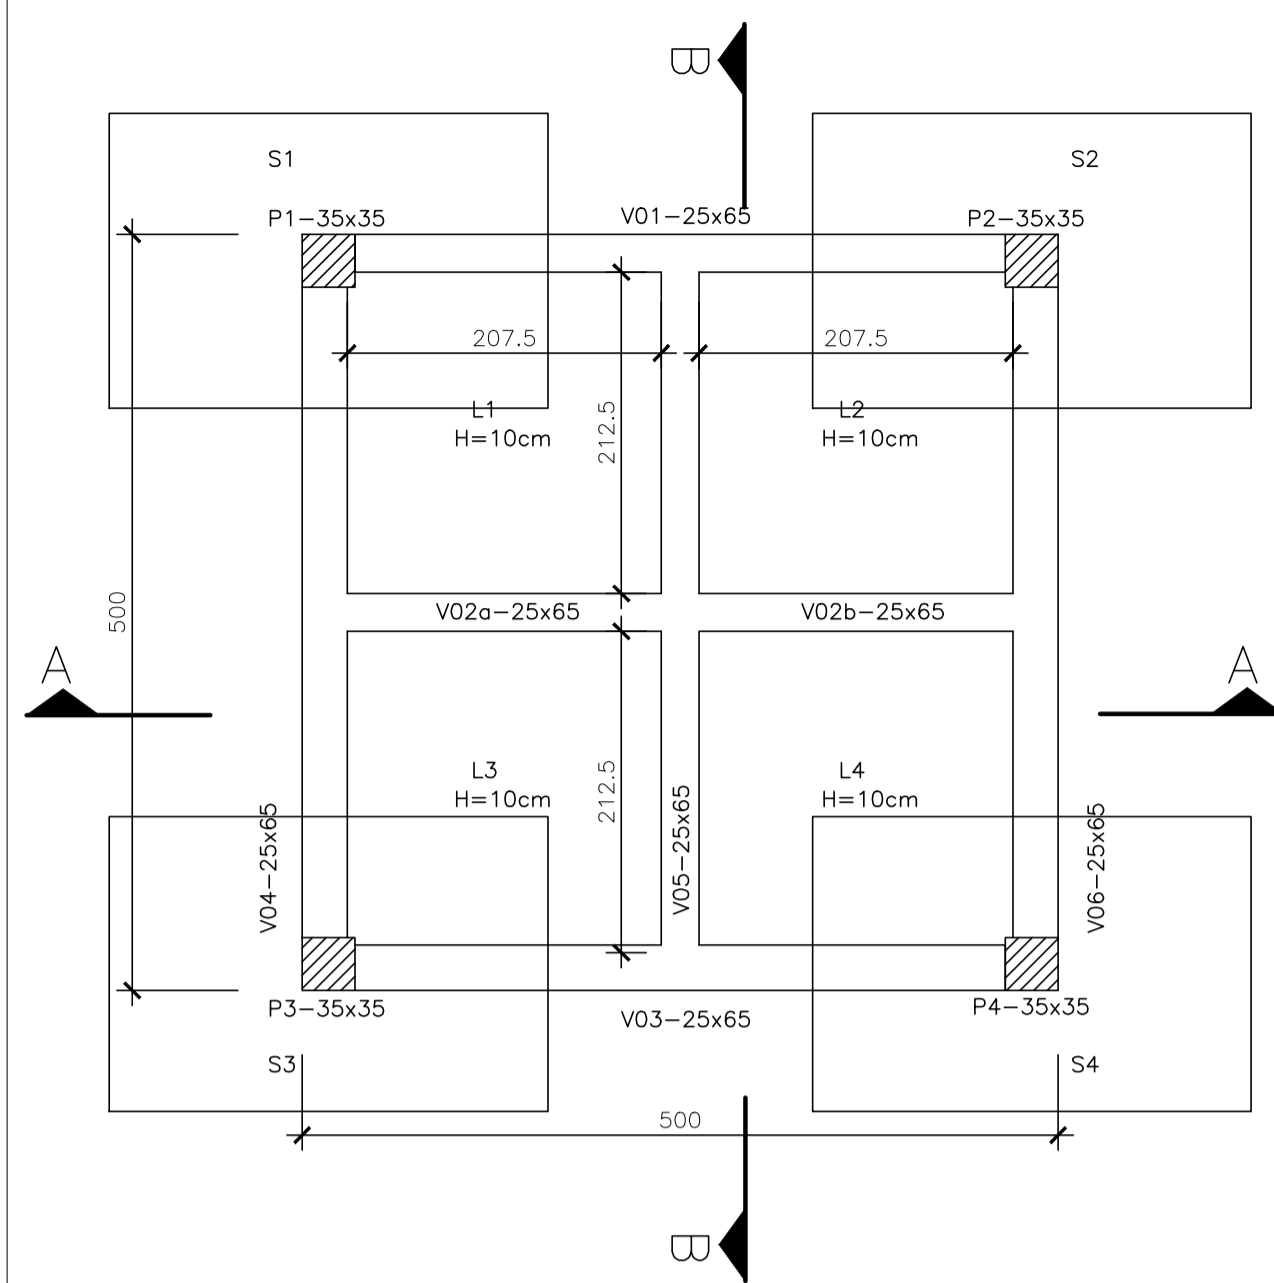 B
S1
S2
P1-35x35
V01-25x65
P2-35x35
207.5
207.5
L1
H=10cm
212.5
L2
H=10cm
500
V02a-25x65
V02b-25x65
A
A
L3
H=10cm
212.5
L4
H=10cm
V04-25x65
V05-25x65
V06-25x65
P3-35x35
V03-25x65
P4-35x35
S3
S4
500
B